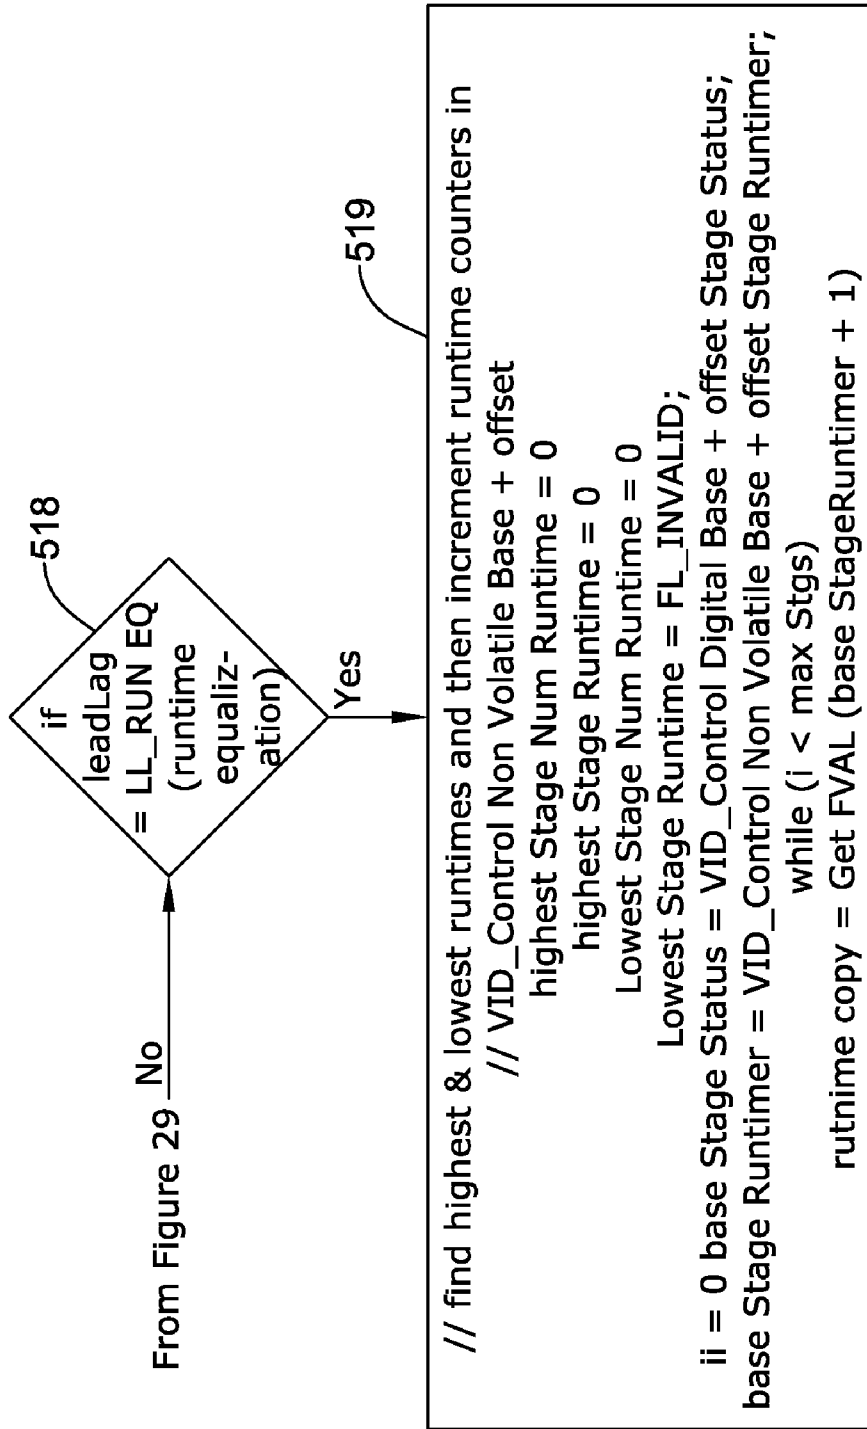 From Figure 29
No
if
leadLag
= LL_RUN EQ
(runtime
equaliz-
ation)
518
Yes
519
// find highest & lowest runtimes and then increment runtime counters in
// VID_Control Non Volatile Base + offset
highest Stage Num Runtime = 0
highest Stage Runtime = 0
Lowest Stage Num Runtime = 0
Lowest Stage Runtime = FL_INVALID;
ii = 0 base Stage Status = VID_Control Digital Base + offset Stage Status;
base Stage Runtimer = VID_Control Non Volatile Base + offset Stage Runtimer;
while (i < max Stgs)
rutnime copy = Get FVAL (base StageRuntimer + 1)